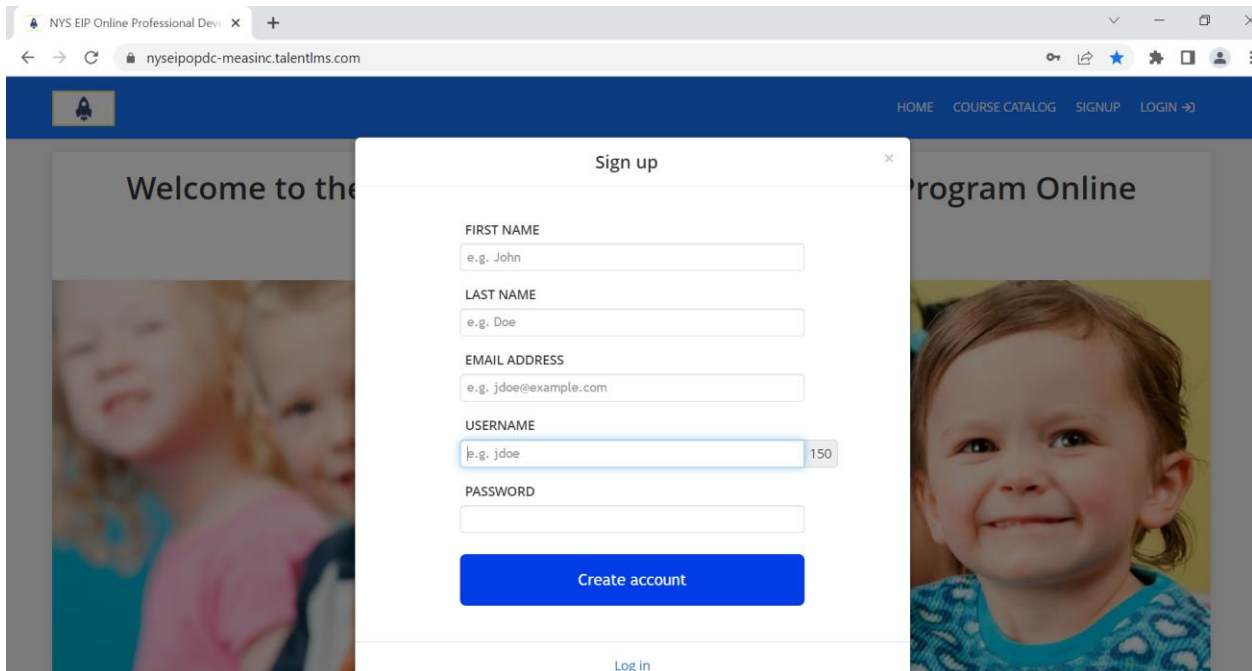 NYS EIP Online Professional Deve
nyseipopdc-measinc.talentlms.com
HOME COURSE CATALOG SIGNUP LOGIN
Sign up
Welcome to the
Program Online
FIRST NAME
e.g. John
LAST NAME
e.g. Doe
EMAIL ADDRESS
e.g. jdoe@example.com
USERNAME
e.g. jdoe 150
PASSWORD
Create account
Log in